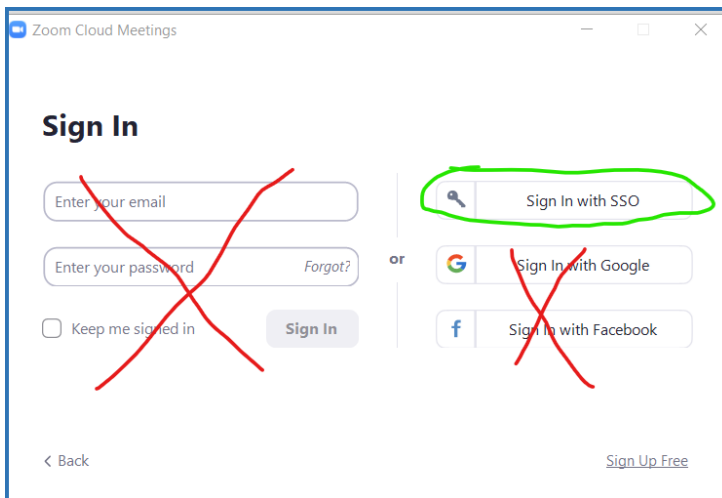 Zoom Cloud Meetings
Sign In
Enter your email
Enter your password Forgot?
Keep me signed in Sign In
or
Sign In with SSO
Sign In with Google
Sign In with Facebook
< Back
Sign Up Free